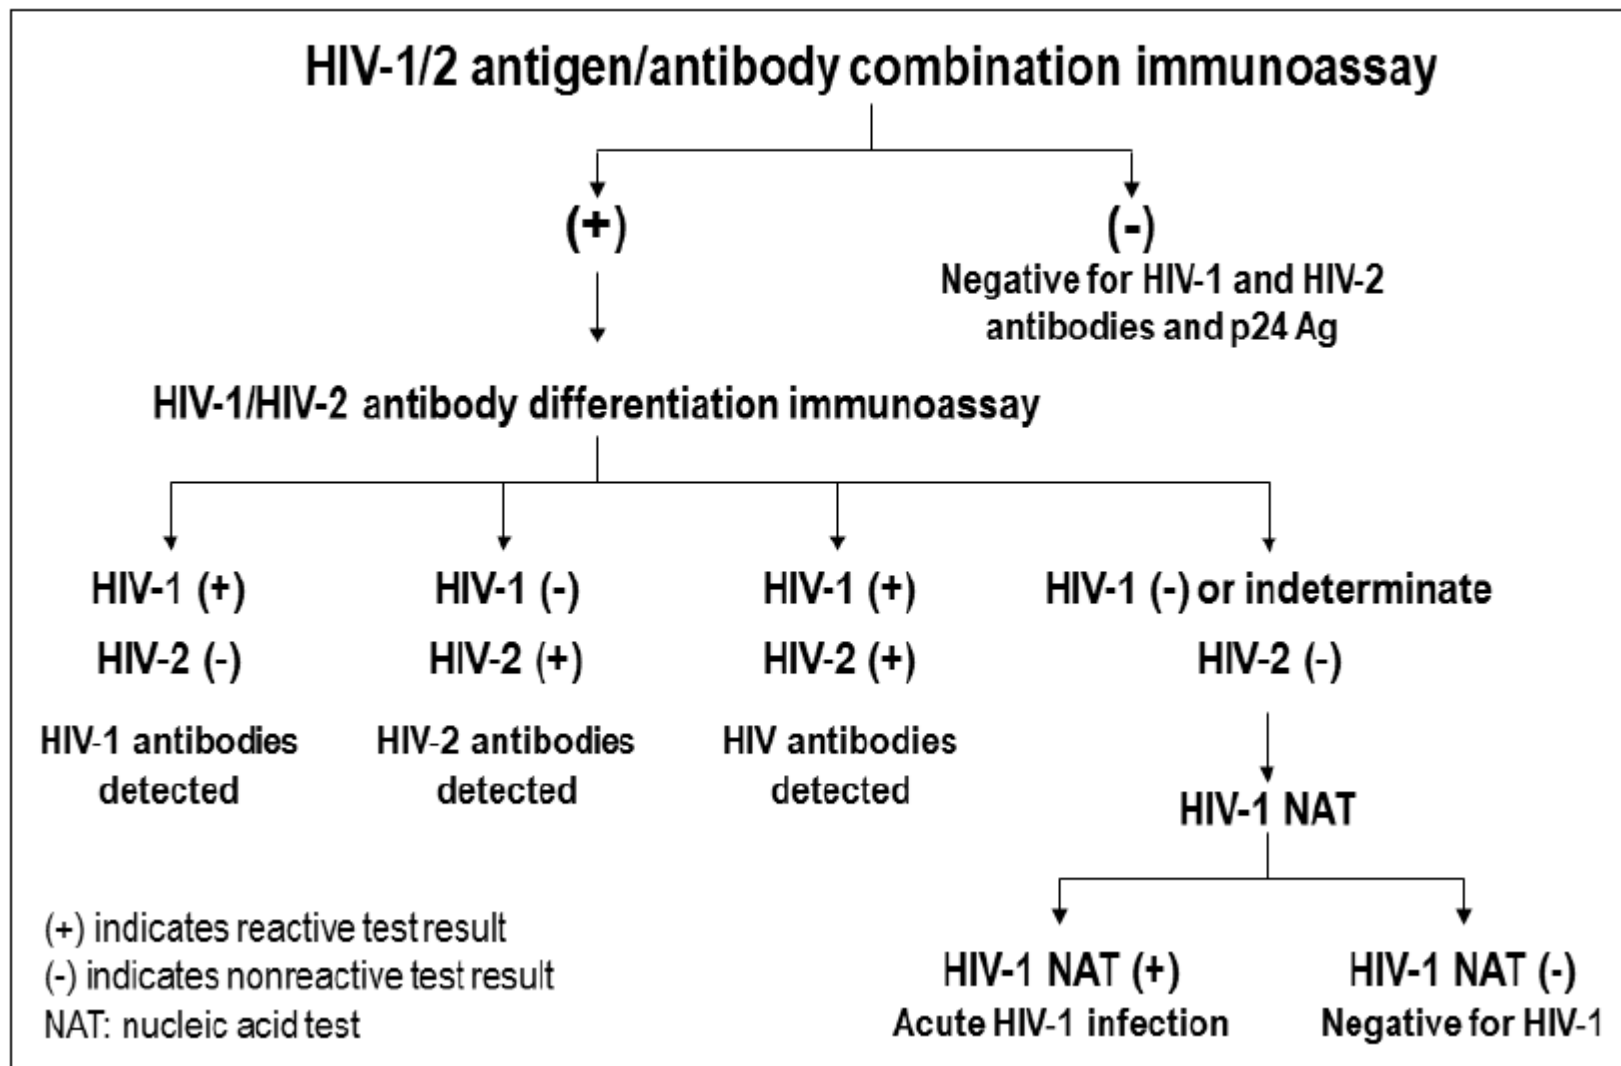 HIV-1/2 antigen/antibody combination immunoassay
(+)
(-)
Negative for HIV-1 and HIV-2
antibodies and p24 Ag
HIV-1/HIV-2 antibody differentiation immunoassay
HIV-1 (+)
HIV-2 (-)
HIV-1 antibodies
detected
HIV-1 (-)
HIV-2 (+)
HIV-2 antibodies
detected
HIV-1 (+)
HIV-2 (+)
HIV antibodies
detected
HIV-1 (-) or indeterminate
HIV-2 (-)
HIV-1 NAT
HIV-1 NAT (+)
Acute HIV-1 infection
HIV-1 NAT (-)
Negative for HIV-1
(+) indicates reactive test result
(-) indicates nonreactive test result
NAT: nucleic acid test